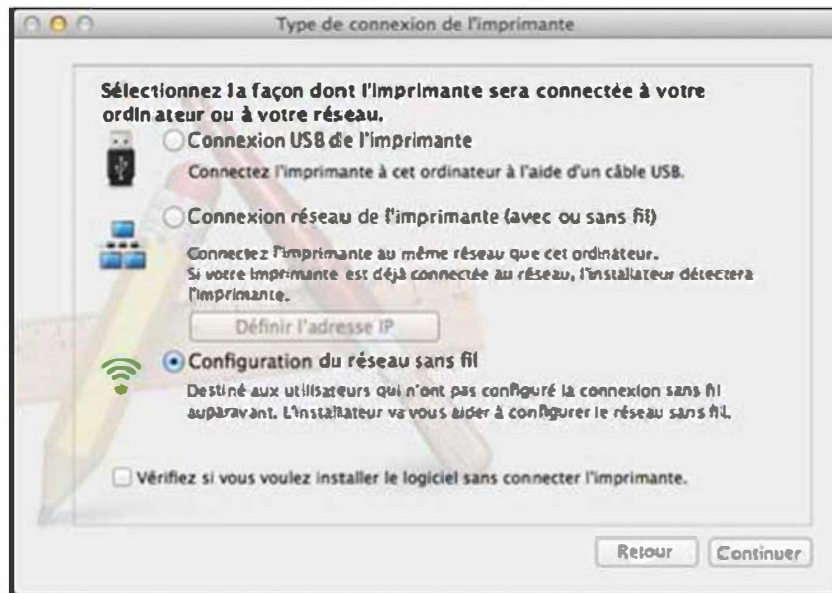 Type de connexion de l'imprimante
Sélectionnez la façon dont l'imprimante sera connectée à votre
ordinateur ou à votre réseau.
Connexion USB de l'imprimante
Connectez l'imprimante à cet ordinateur à l'aide d'un câble USB.
Connexion réseau de l'imprimante (avec ou sans fil)
Connectez l'imprimante au même réseau que cet ordinateur.
Si votre imprimante est déjà connectée au réseau, l'installateur détectera
l'imprimante.
Définir l'adresse IP
Configuration du réseau sans fil
Destiné aux utilisateurs qui n'ont pas configuré la connexion sans fil
auparavant. L'installateur va vous aider à configurer le réseau sans fil.
Vérifiez si vous voulez installer le logiciel sans connecter l'imprimante.
Retour
Continuer